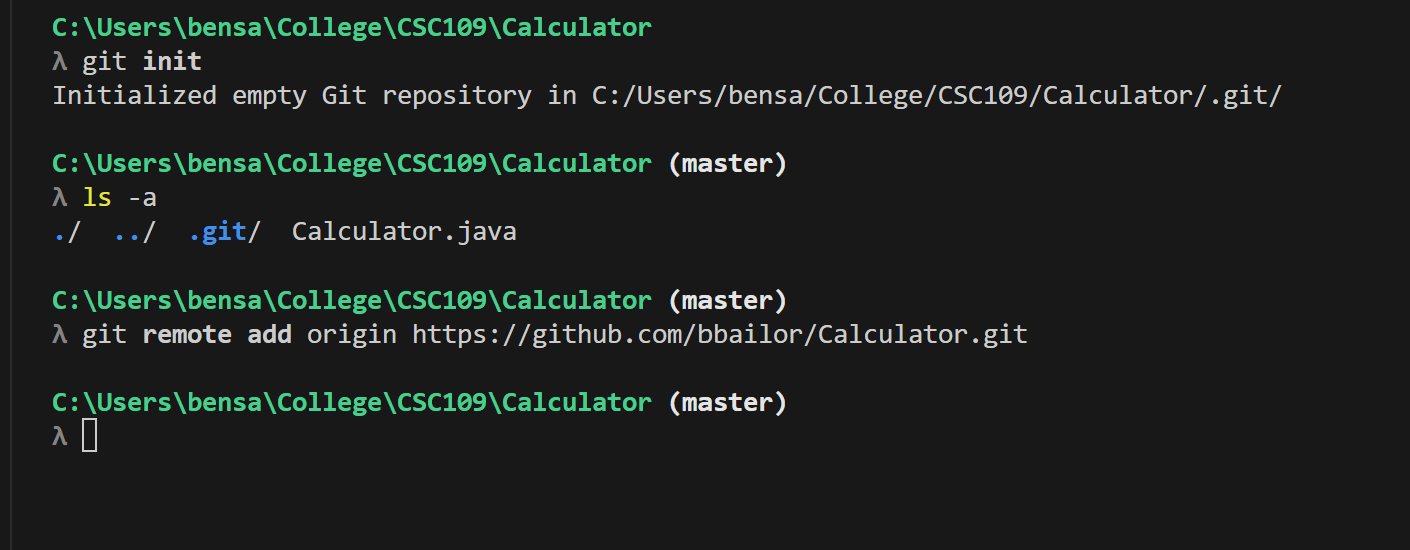 C:\Users\bensa\College\CSC109\Calculator
λ git init
Initialized empty Git repository in C:/Users/bensa/College/CSC109/Calculator/.git/
C:\Users\bensa\College\CSC109\Calculator (master)
λ ls -a
./  ../  .git/  Calculator.java
C:\Users\bensa\College\CSC109\Calculator (master)
λ git remote add origin https://github.com/bbailor/Calculator.git
C:\Users\bensa\College\CSC109\Calculator (master)
λ